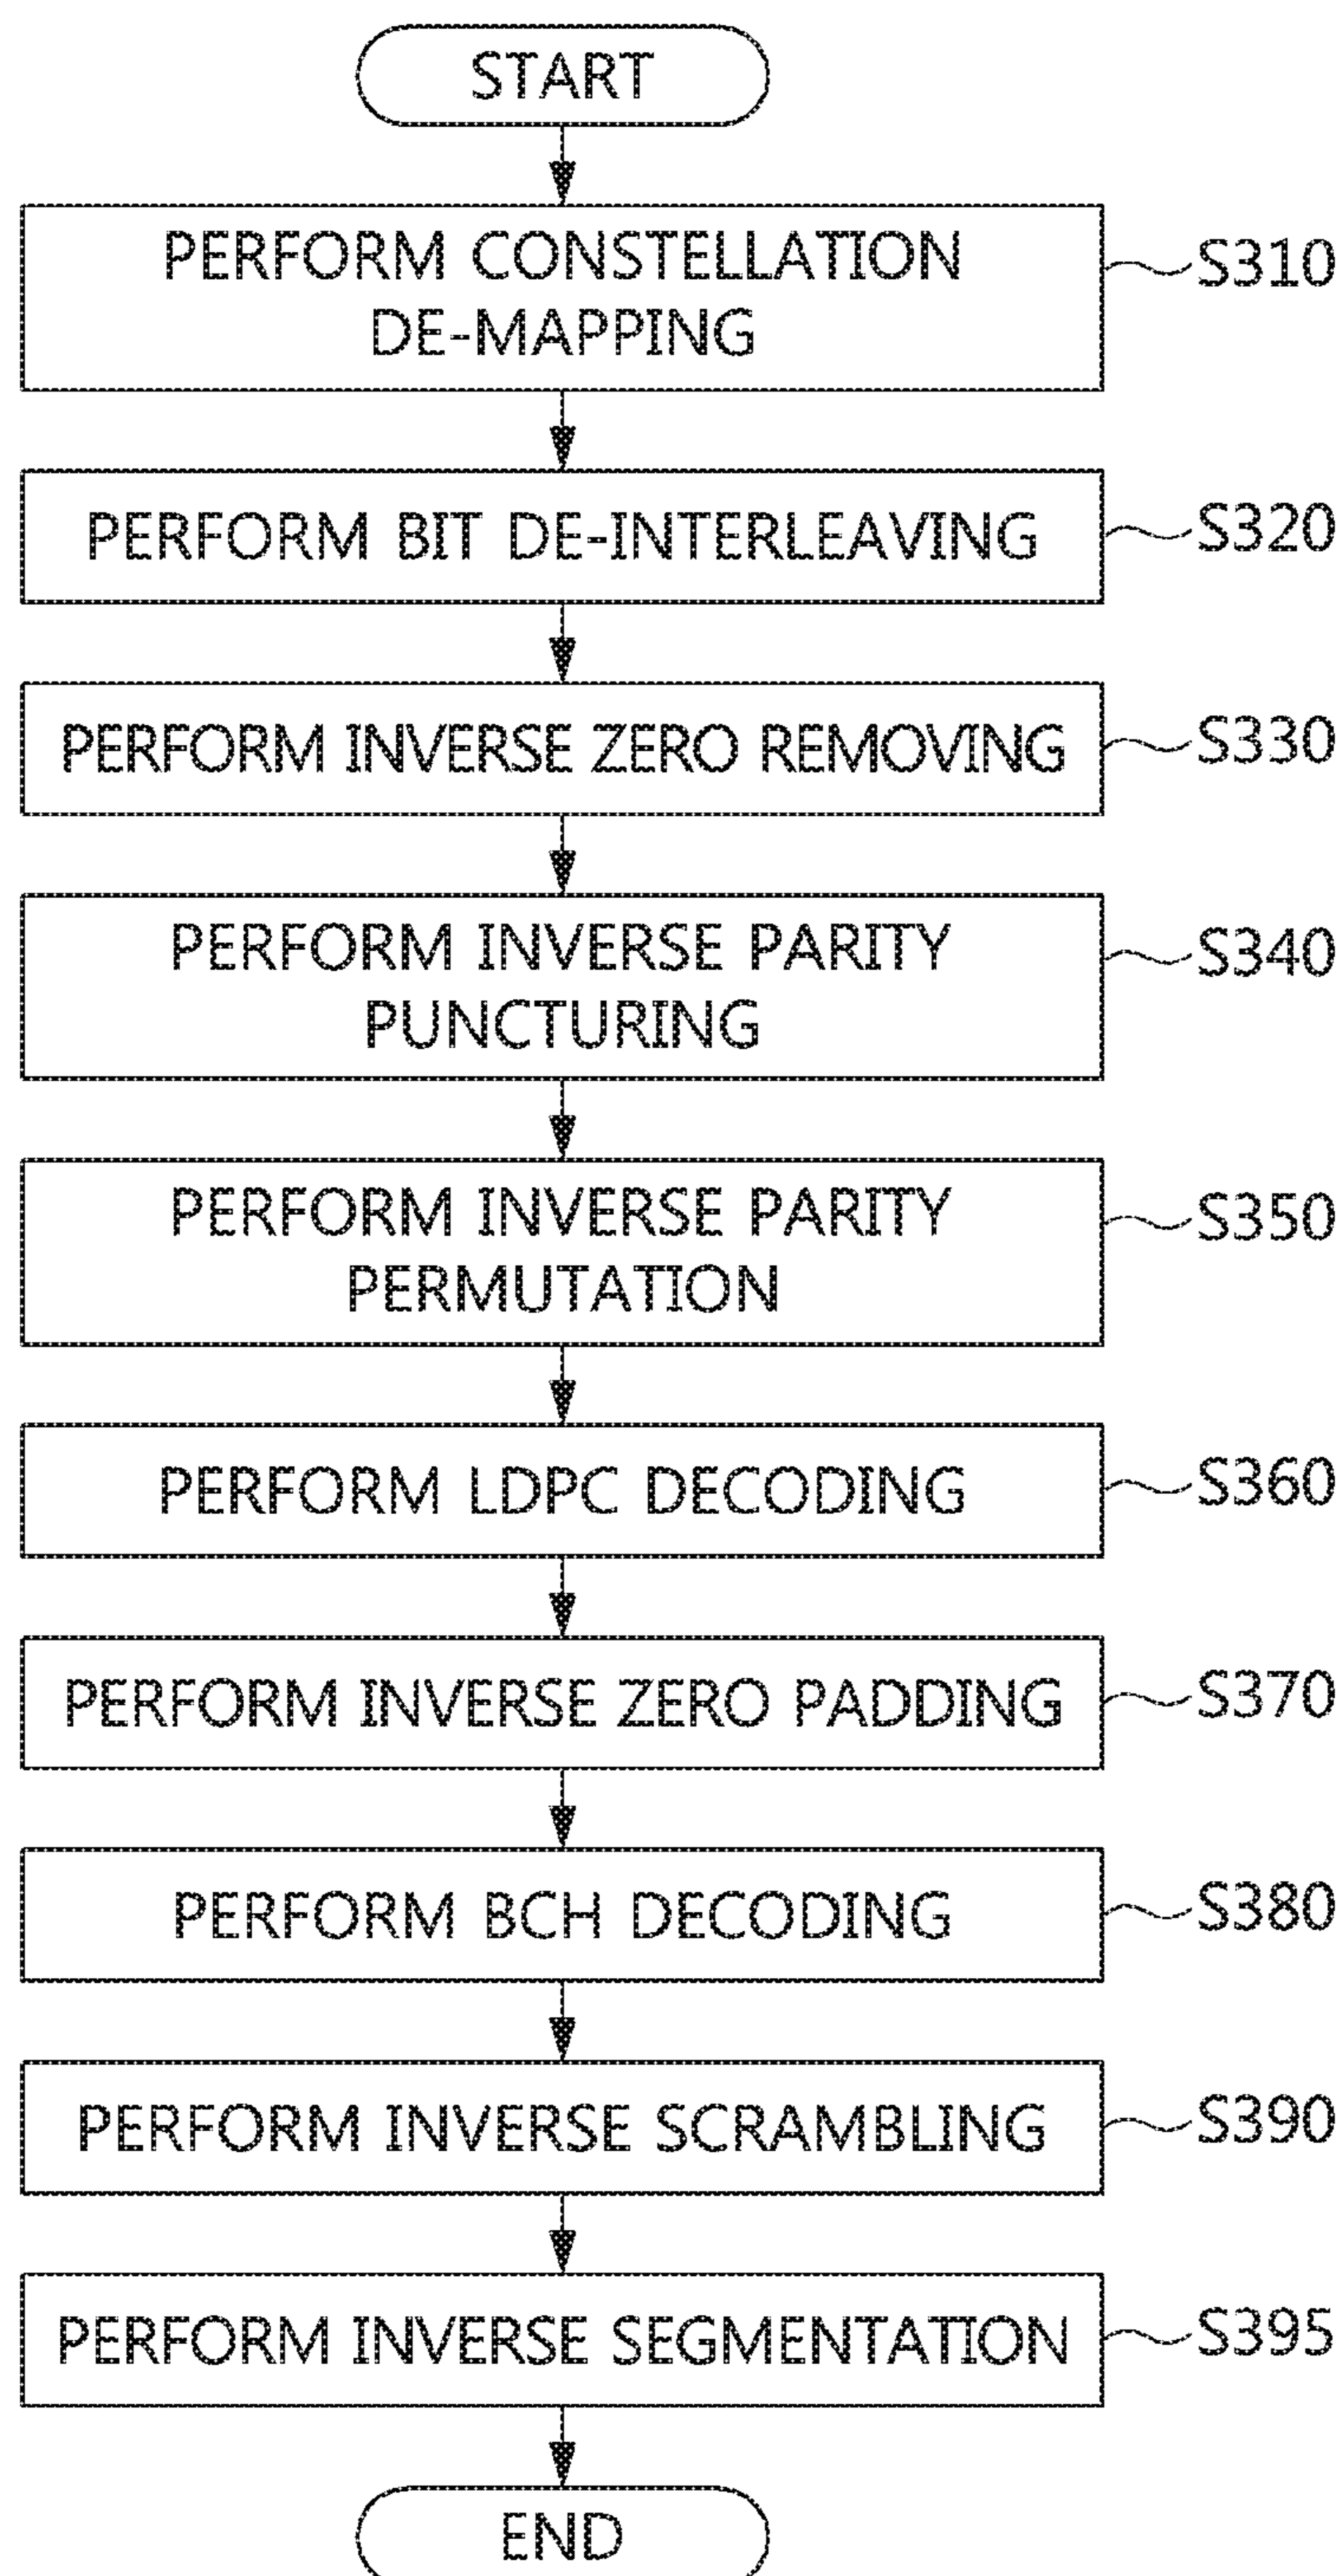 START
PERFORM CONSTELLATION
DE-MAPPING
S310
PERFORM BIT DE-INTERLEAVING
S320
PERFORM INVERSE ZERO REMOVING
S330
PERFORM INVERSE PARITY
PUNCTURING
S340
PERFORM INVERSE PARITY
PERMUTATION
S350
PERFORM LDPC DECODING
S360
PERFORM INVERSE ZERO PADDING
S370
PERFORM BCH DECODING
S380
PERFORM INVERSE SCRAMBLING
S390
PERFORM INVERSE SEGMENTATION
S395
END